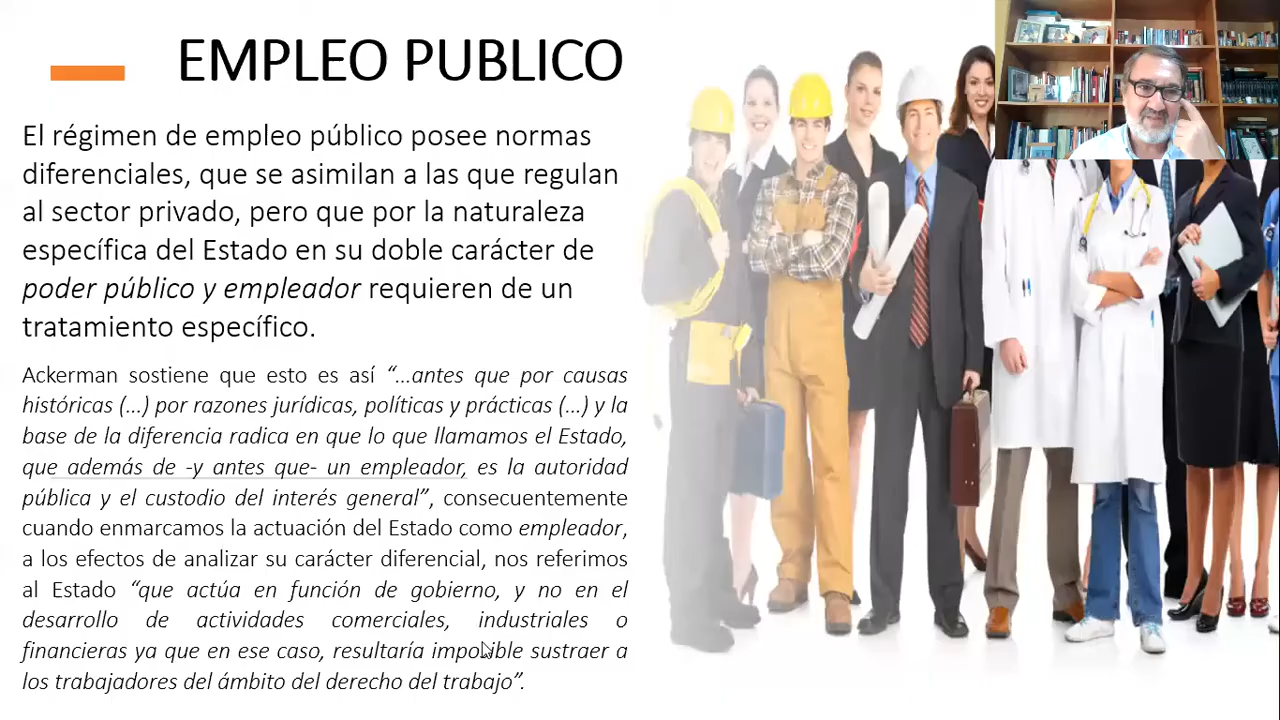 EMPLEO PUBLICO
El régimen de empleo público posee normas
diferenciales, que se asimilan a las que regulan
al sector privado, pero que por la naturaleza
específica del Estado en su doble carácter de
poder público y empleador requieren de un
tratamiento específico.
Ackerman sostiene que esto es así “…antes que por causas
históricas (…) por razones jurídicas, políticas y prácticas (…) y la
base de la diferencia radica en que lo que llamamos el Estado,
que además de -y antes que- un empleador, es la autoridad
pública y el custodio del interés general”, consecuentemente
cuando enmarcamos la actuación del Estado como empleador,
a los efectos de analizar su carácter diferencial, nos referimos
al Estado “que actúa en función de gobierno, y no en el
desarrollo de actividades comerciales, industriales o
financieras ya que en ese caso, resultaría imposible sustraer a
los trabajadores del ámbito del derecho del trabajo”.